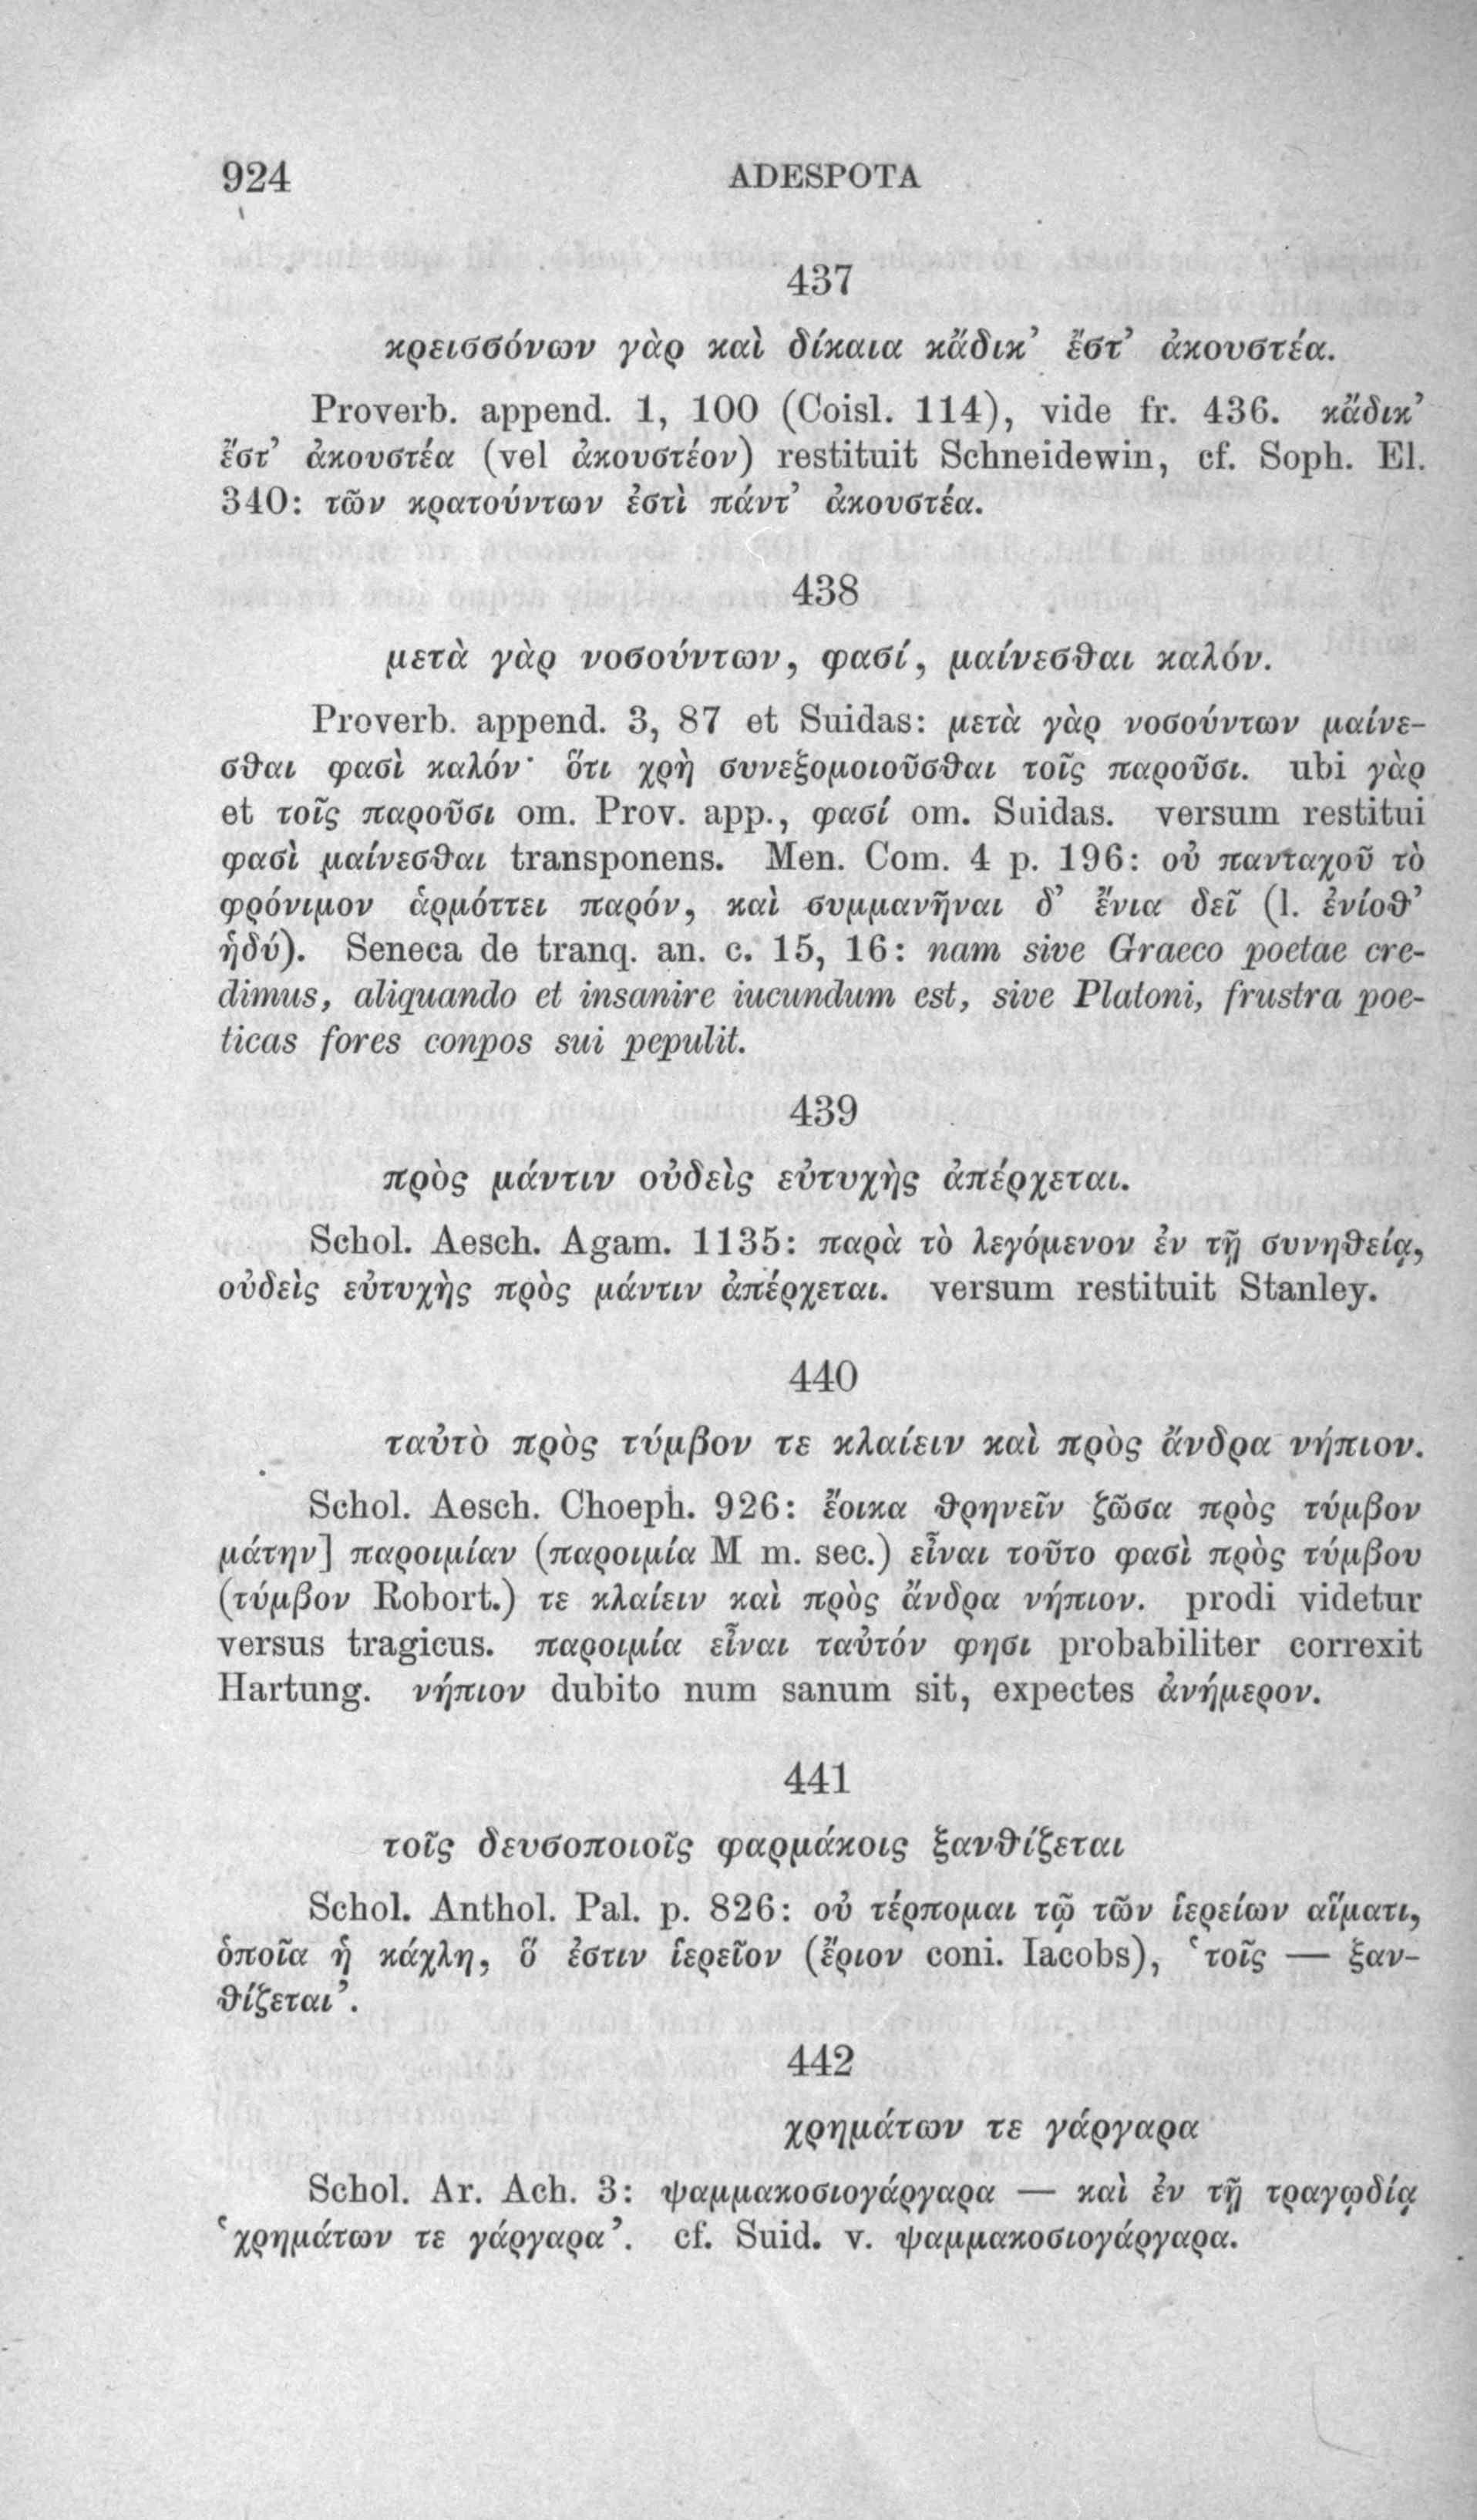 924 ADESPOTA
437
κρεισσόνων γὰρ καὶ δίκαια κἄδικ’ ἔστ’ ἀκουστέα.
Proverb. append. 1, 100 (Coisl. 114), vide fr. 436. κἄδικ’
ἔστ’ ἀκουστέα (vel ἀκουστέον) restituit Schneidewin, cf. Soph. El.
340: τῶν κρατούντων ἐστὶ πάντ’ ἀκουστέα.
438
μετὰ γὰρ νοσούντων, φασί, μαίνεσθαι καλόν.
Proverb. append. 3, 87 et Suidas: μετὰ γὰρ νοσούντων μαίνε-
σθαι φασὶ καλόν· ὅτι χρὴ συνεξομοιοῦσθαι τοῖς παροῦσι. ubi γὰρ
et τοῖς παροῦσι om. Prov. app., φασί om. Suidas. versum restitui
φασὶ μαίνεσθαι transponens. Men. Com. 4 p. 196: οὐ πανταχοῦ τὸ
φρόνιμον ἁρμόττει παρόν, καὶ συμμανῆναι δ’ ἔνια δεῖ (l. ἐνίοθ’
ἡδύ). Seneca de tranq. an. c. 15, 16: nam sive Graeco poetae cre-
dimus, aliquando et insanire iucundum est, sive Platoni, frustra poe-
ticas fores conpos sui pepulit.
439
πρὸς μάντιν οὐδεὶς εὐτυχὴς ἀπέρχεται.
Schol. Aesch. Agam. 1135: παρὰ τὸ λεγόμενον ἐν τῇ συνηθείᾳ,
οὐδεὶς εὐτυχὴς πρὸς μάντιν ἀπέρχεται. versum restituit Stanley.
440
ταὐτὸ πρὸς τύμβον τε κλαίειν καὶ πρὸς ἄνδρα νήπιον.
Schol. Aesch. Choeph. 926: ἔοικα θρηνεῖν ζῶσα πρὸς τύμβον
μάτην] παροιμίαν (παροιμία M m. sec.) εἶναι τοῦτο φασὶ πρὸς τύμβου
(τύμβον Robort.) τε κλαίειν καὶ πρὸς ἄνδρα νήπιον. prodi videtur
versus tragicus. παροιμία εἶναι ταὐτόν φησι probabiliter correxit
Hartung. νήπιον dubito num sanum sit, expectes ἀνήμερον.
441
τοῖς δευσοποιοῖς φαρμάκοις ξανθίζεται
Schol. Anthol. Pal. p. 826: οὐ τέρπομαι τῷ τῶν ἱερείων αἵματι,
ὁποῖα ἡ κάχλη, ὅ ἐστιν ἱερεῖον (ἔριον coni. Iacobs), ‘τοῖς — ξαν-
θίζεται’.
442
χρημάτων τε γάργαρα
Schol. Ar. Ach. 3: ψαμμακοσιογάργαρα — καὶ ἐν τῇ τραγῳδίᾳ
‘χρημάτων τε γάργαρα’. cf. Suid. v. ψαμμακοσιογάργαρα.